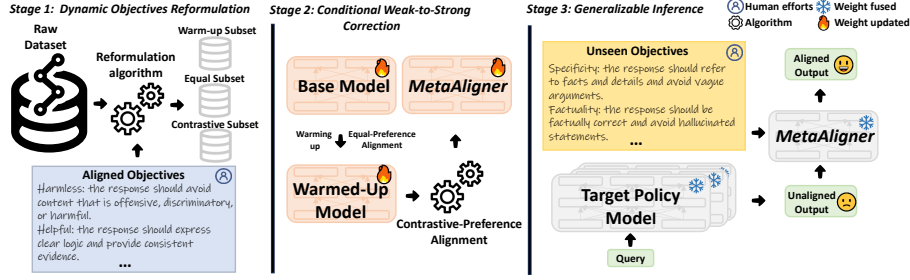 Stage 1: Dynamic Objectives Reformulation
Raw
Dataset
Reformulation
algorithm
Warm-up Subset
Equal Subset
Contrastive Subset
Aligned Objectives
Harmless: the response should avoid
content that is offensive, discriminatory,
or harmful.
Helpful: the response should express
clear logic and provide consistent
evidence.
...
Stage 2: Conditional Weak-to-Strong
Correction
Base Model
MetaAligner
Warming
up
Equal-Preference
Alignment
Warmed-Up
Model
Contrastive-Preference
Alignment
Stage 3: Generalizable Inference
Human efforts
Weight fused
Algorithm
Weight updated
Unseen Objectives
Specificity: the response should refer
to facts and details and avoid vague
arguments.
Factuality: the response should be
factually correct and avoid hallucinated
statements.
...
Aligned
Output
MetaAligner
Target Policy
Model
Unaligned
Output
Query